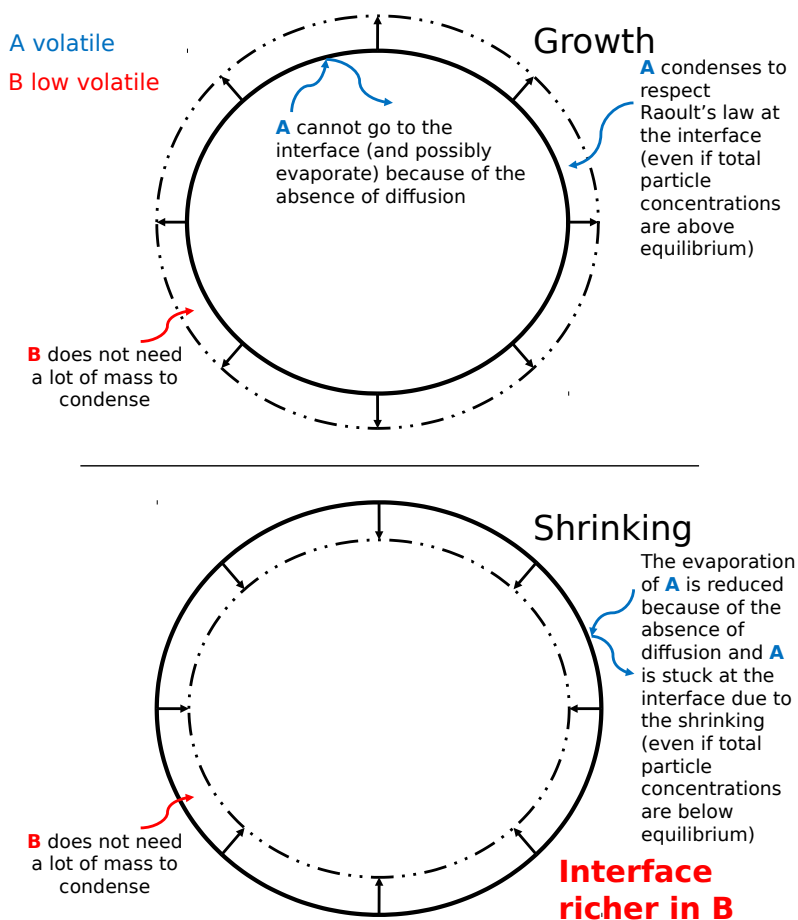 A volatile
B low volatile
Growth
A condenses to
respect
Raoult’s law at
the interface
(even if total
particle
concentrations
are above
equilibrium)
A cannot go to the
interface (and possibly
evaporate) because of the
absence of diffusion
B does not need
a lot of mass to
condense
Shrinking
The evaporation
of A is reduced
because of the
absence of
diffusion and A
is stuck at the
interface due to
the shrinking
(even if total
particle
concentrations
are below
equilibrium)
B does not need
a lot of mass to
condense
Interface
richer in B